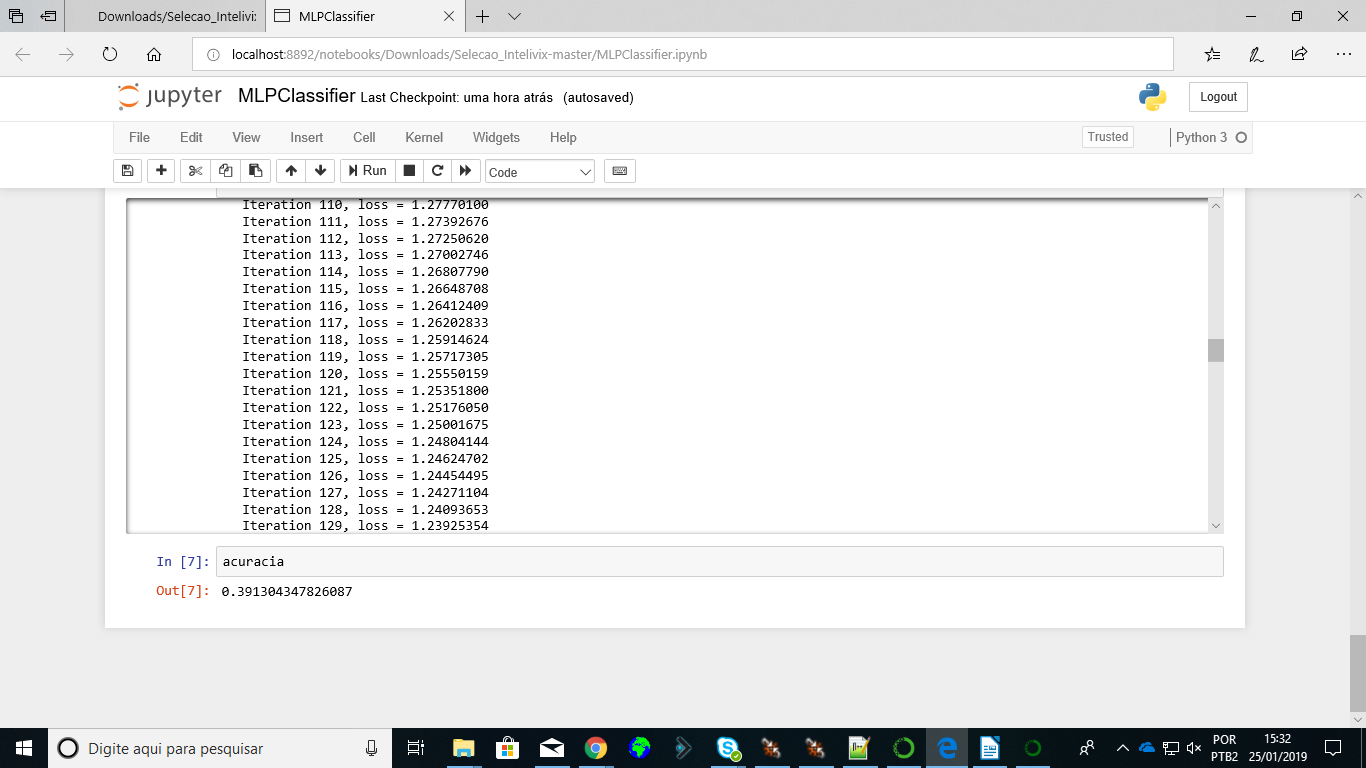 Downloads/Selecao_Intelivi:
MLPClassifier
localhost:8892/notebooks/Downloads/Selecao_Intelivix-master/MLPClassifier.ipynb
jupyter MLPClassifier Last Checkpoint: uma hora atrás (autosaved)
Logout
File Edit View Insert Cell Kernel Widgets Help
Trusted
Python 3
Run
Code
Iteration 110, loss = 1.27770100
Iteration 111, loss = 1.27392676
Iteration 112, loss = 1.27250620
Iteration 113, loss = 1.27002746
Iteration 114, loss = 1.26807790
Iteration 115, loss = 1.26648708
Iteration 116, loss = 1.26412409
Iteration 117, loss = 1.26202833
Iteration 118, loss = 1.25914624
Iteration 119, loss = 1.25717305
Iteration 120, loss = 1.25550159
Iteration 121, loss = 1.25351800
Iteration 122, loss = 1.25176050
Iteration 123, loss = 1.25001675
Iteration 124, loss = 1.24804144
Iteration 125, loss = 1.24624702
Iteration 126, loss = 1.24454495
Iteration 127, loss = 1.24271104
Iteration 128, loss = 1.24093653
Iteration 129, loss = 1.23925354
In [7]: acuracia
Out[7]: 0.391304347826087
Digite aqui para pesquisar
POR
PTB2
15:32
25/01/2019